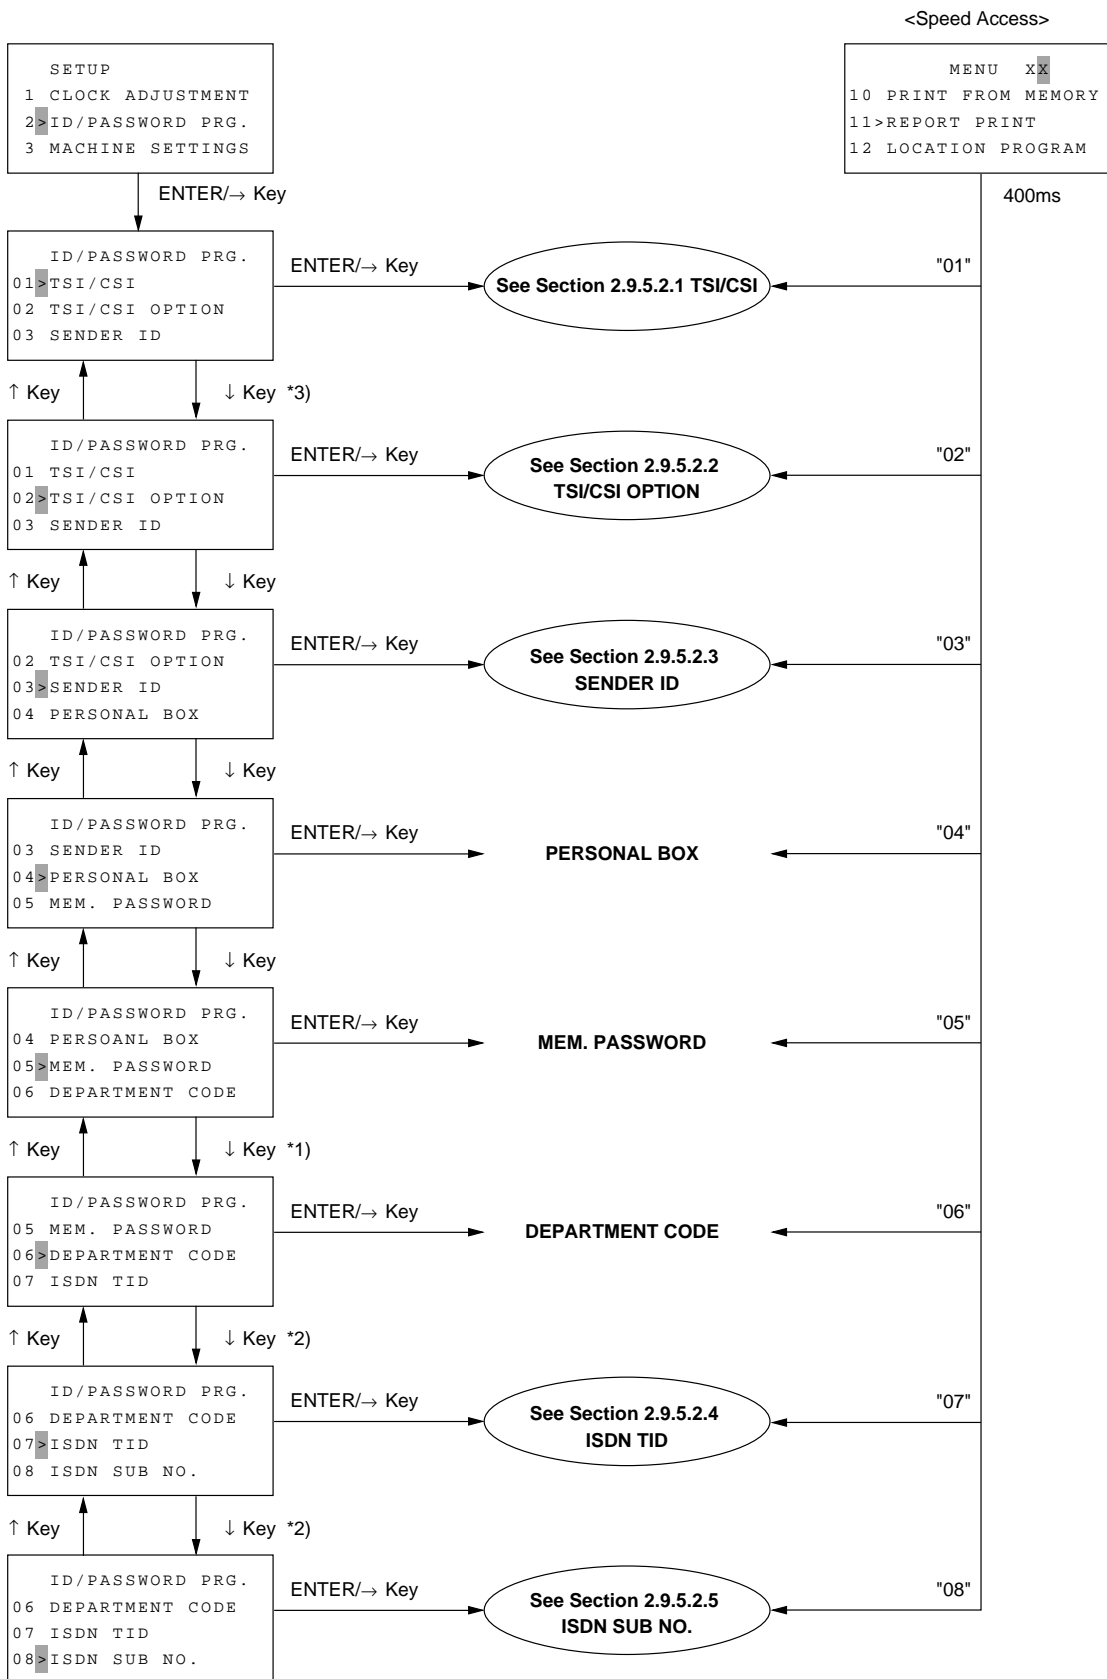 <Speed Access>
SETUP
1 CLOCK ADJUSTMENT
2>ID/PASSWORD PRG.
3 MACHINE SETTINGS
MENU XX
10 PRINT FROM MEMORY
11>REPORT PRINT
12 LOCATION PROGRAM
ENTER/→ Key
400ms
ID/PASSWORD PRG.
01>TSI/CSI
02 TSI/CSI OPTION
03 SENDER ID
ENTER/→ Key
See Section 2.9.5.2.1 TSI/CSI
"01"
↑ Key
↓ Key *3)
ID/PASSWORD PRG.
01 TSI/CSI
02>TSI/CSI OPTION
03 SENDER ID
ENTER/→ Key
See Section 2.9.5.2.2
TSI/CSI OPTION
"02"
↑ Key
↓ Key
ID/PASSWORD PRG.
02 TSI/CSI OPTION
03>SENDER ID
04 PERSONAL BOX
ENTER/→ Key
See Section 2.9.5.2.3
SENDER ID
"03"
↑ Key
↓ Key
ID/PASSWORD PRG.
03 SENDER ID
04>PERSONAL BOX
05 MEM. PASSWORD
ENTER/→ Key
PERSONAL BOX
"04"
↑ Key
↓ Key
ID/PASSWORD PRG.
04 PERSOANL BOX
05>MEM. PASSWORD
06 DEPARTMENT CODE
ENTER/→ Key
MEM. PASSWORD
"05"
↑ Key
↓ Key *1)
ID/PASSWORD PRG.
05 MEM. PASSWORD
06>DEPARTMENT CODE
07 ISDN TID
ENTER/→ Key
DEPARTMENT CODE
"06"
↑ Key
↓ Key *2)
ID/PASSWORD PRG.
06 DEPARTMENT CODE
07>ISDN TID
08 ISDN SUB NO.
ENTER/→ Key
See Section 2.9.5.2.4
ISDN TID
"07"
↑ Key
↓ Key *2)
ID/PASSWORD PRG.
06 DEPARTMENT CODE
07 ISDN TID
08>ISDN SUB NO.
ENTER/→ Key
See Section 2.9.5.2.5
ISDN SUB NO.
"08"